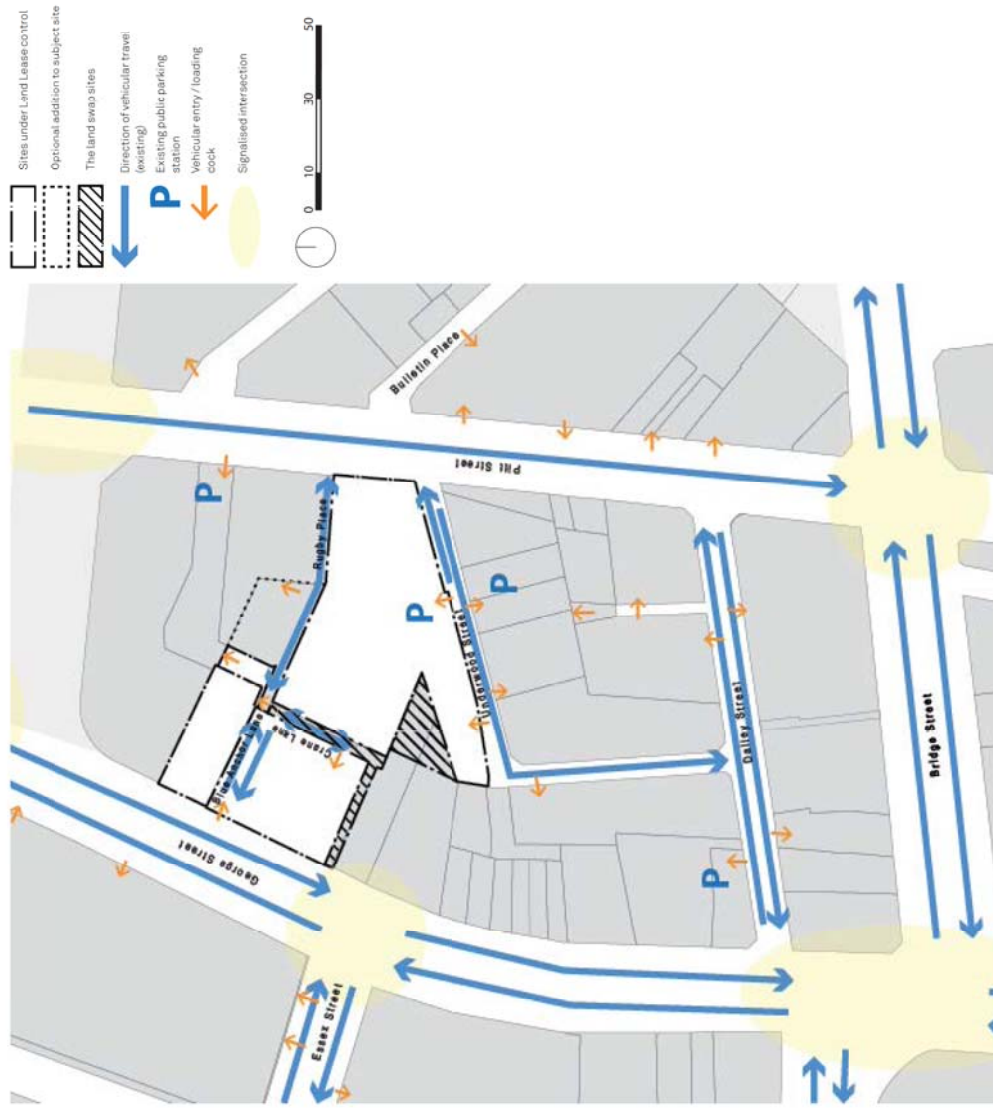 Sites under Lend Lease control
Optional addition to subject site
The land swap sites
Direction of vehicular travel
(existing)
P
Existing public parking
station
Vehicular entry / loading
dock
Signalised intersection
0 10 30 50
Bulletin Place
Pitt Street
P
Rugby Place
P
P
Underwood Street
Crane Lane
Blue Anchor Lane
George Street
Dalley Street
P
Bridge Street
Essex Street